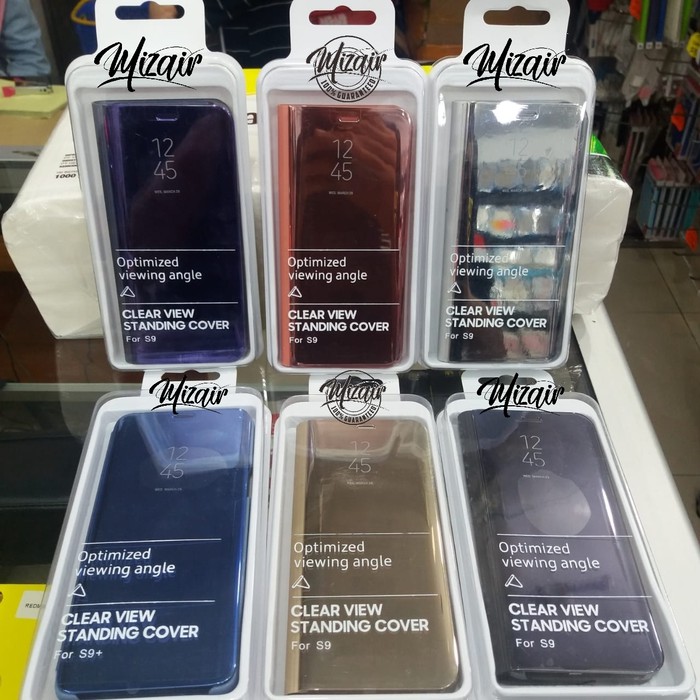 Mizair
Mizair
100% GUARANTEED
Mizair
12
45
12
45
12
45
Optimized
viewing angle
CLEAR VIEW
STANDING COVER
For S9
Optimized
viewing angle
CLEAR VIEW
STANDING COVER
For S9
Optimized
viewing angle
CLEAR VIEW
STANDING COVER
For S9
Mizair
Mizair
100% GUARANTEED
Mizair
12
45
12
45
12
45
Optimized
viewing angle
CLEAR VIEW
STANDING COVER
For S9+
Optimized
viewing angle
CLEAR VIEW
STANDING COVER
For S9
Optimized
viewing angle
CLEAR VIEW
STANDING COVER
For S9